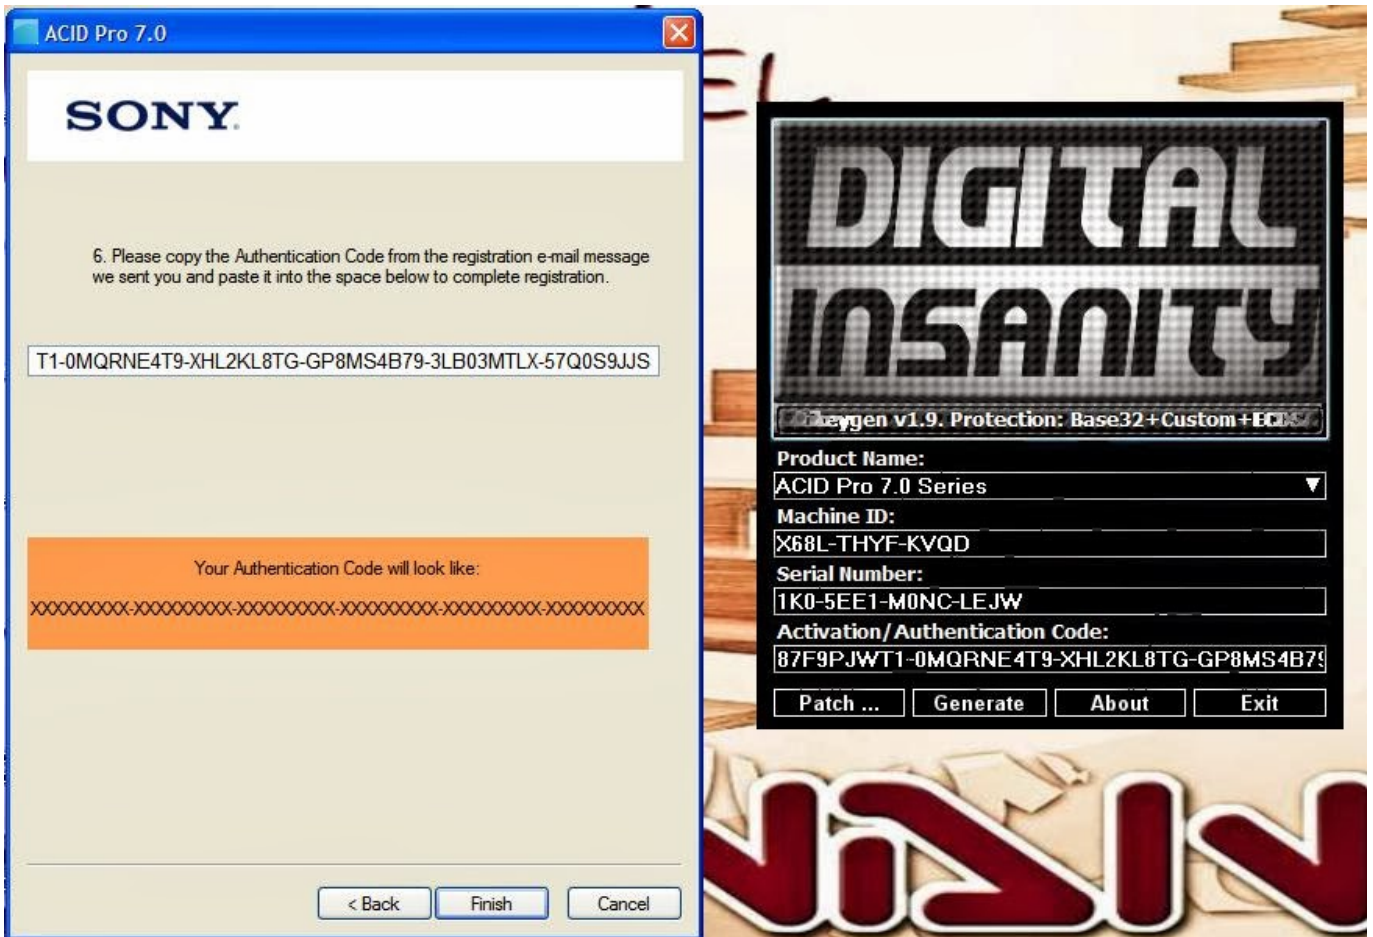 ACID Pro 7.0
SONY
6. Please copy the Authentication Code from the registration e-mail message
we sent you and paste it into the space below to complete registration.
T1-0MQRNE4T9-XHL2KL8TG-GP8MS4B79-3LB03MTLX-57Q0S9JJS
Your Authentication Code will look like:
XXXXXXXXX-XXXXXXXXX-XXXXXXXXX-XXXXXXXXX-XXXXXXXXX-XXXXXXXXX
< Back
Finish
Cancel
EL
DIGITAL
INSANITY
v1.9. Protection: Base32+Custom+
Product Name:
ACID Pro 7.0 Series
Machine ID:
X68L-THYF-KVQD
Serial Number:
1K0-5EE1-M0NC-LEJW
Activation/Authentication Code:
87F9PJWT1-0MQRNE4T9-XHL2KL8TG-GP8MS4B79
Patch ...
Generate
About
Exit